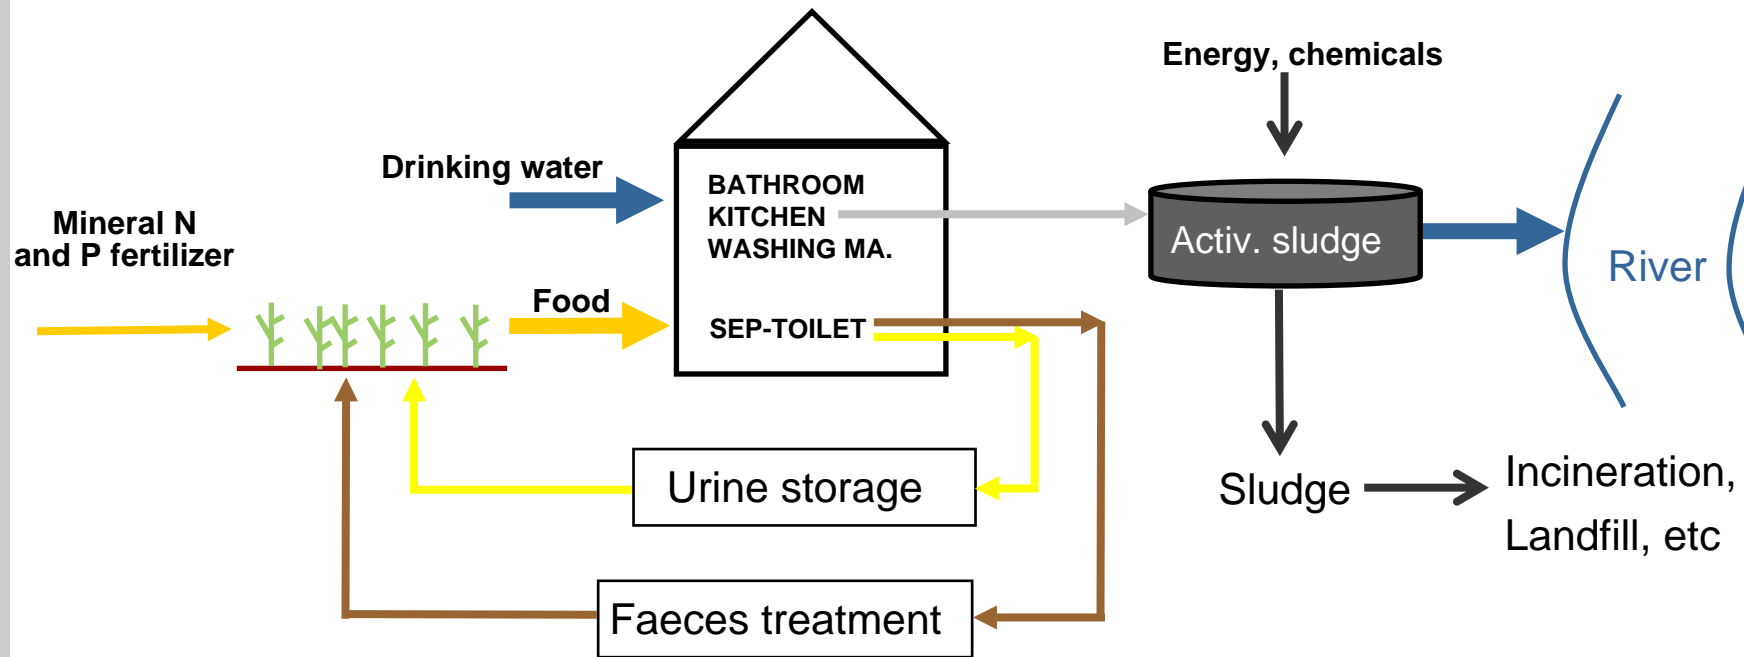 Energy, chemicals
Drinking water
BATHROOM
KITCHEN
WASHING MA.
Mineral N
and P fertilizer
Activ. sludge
River
Food
SEP-TOILET
Urine storage
Sludge
Incineration,
Landfill, etc
Faeces treatment